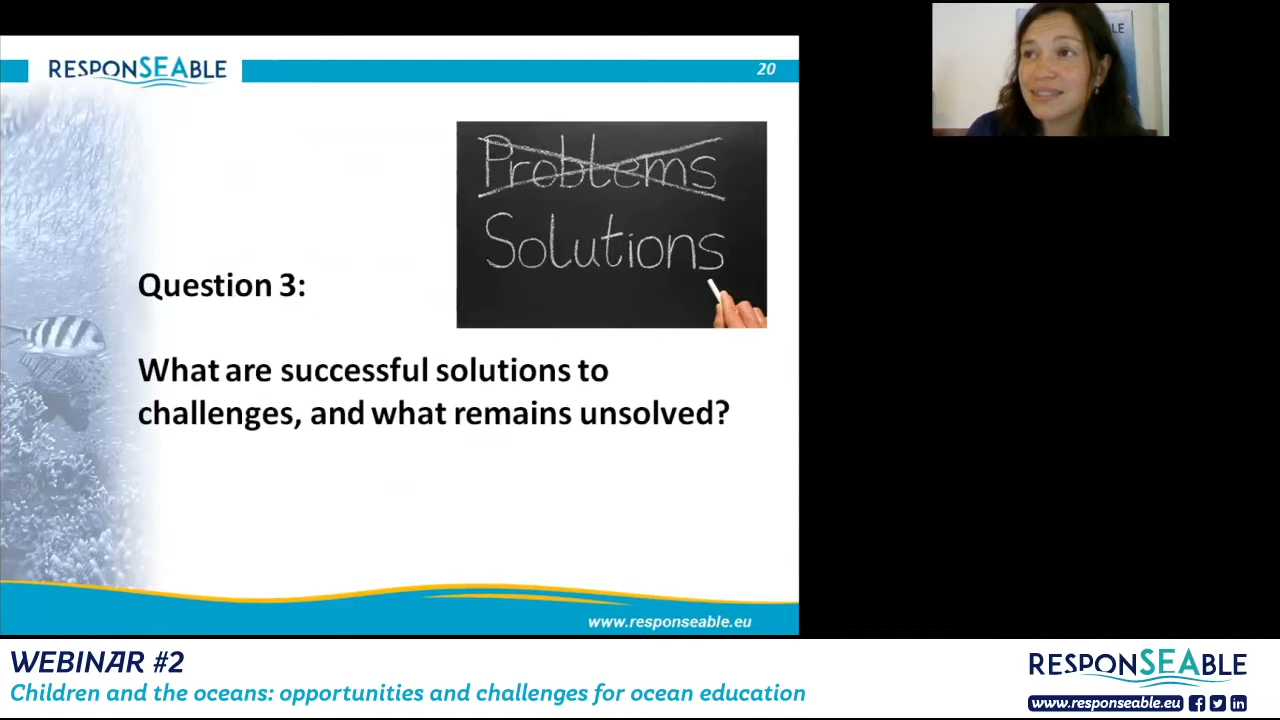 RESPONSEABLE
20
Problems
Solutions
Question 3:
What are successful solutions to
challenges, and what remains unsolved?
www.responseable.eu
WEBINAR #2
Children and the oceans: opportunities and challenges for ocean education
RESPONSEABLE
www.responseable.eu